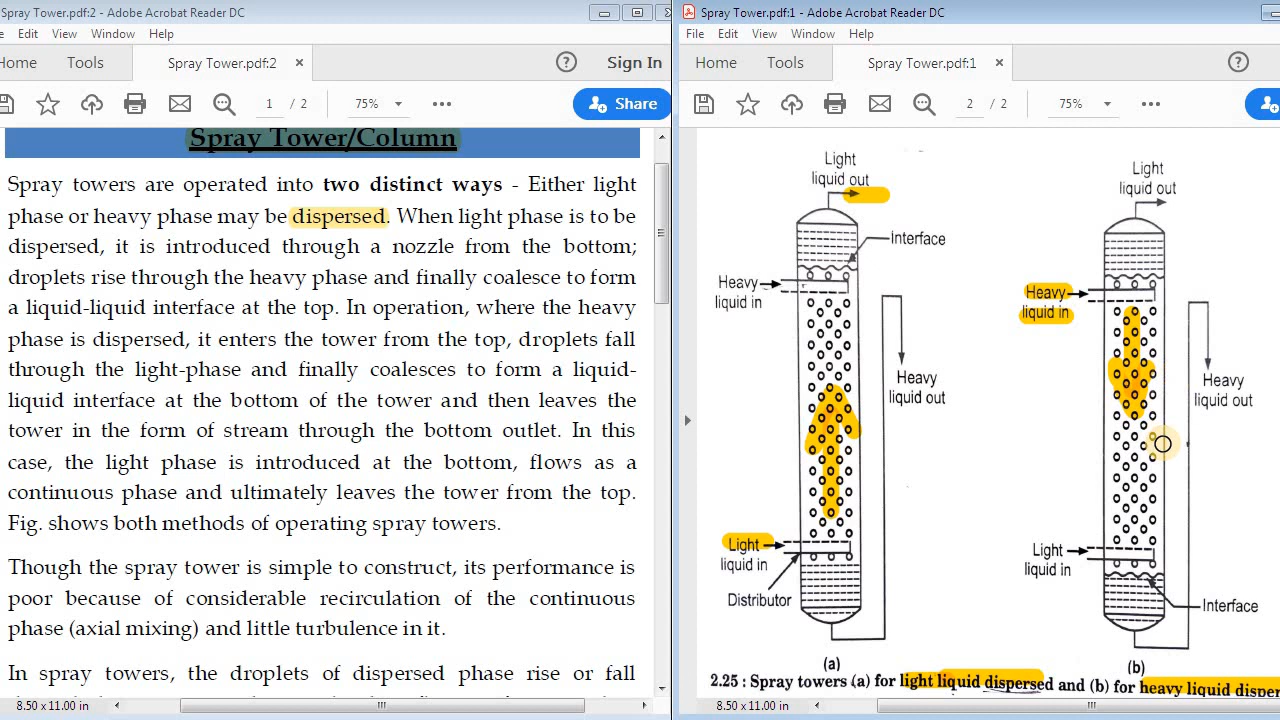 Spray Tower.pdf:2 - Adobe Acrobat Reader DC
Edit View Window Help
Home Tools Spray Tower.pdf:2 × ? Sign In
1 / 2 75% Share
Spray Tower/Column
Spray towers are operated into two distinct ways - Either light
phase or heavy phase may be dispersed. When light phase is to be
dispersed, it is introduced through a nozzle from the bottom;
droplets rise through the heavy phase and finally coalesce to form
a liquid-liquid interface at the top. In operation, where the heavy
phase is dispersed, it enters the tower from the top, droplets fall
through the light-phase and finally coalesces to form a liquid-
liquid interface at the bottom of the tower and then leaves the
tower in the form of stream through the bottom outlet. In this
case, the light phase is introduced at the bottom, flows as a
continuous phase and ultimately leaves the tower from the top.
Fig. shows both methods of operating spray towers.
Though the spray tower is simple to construct, its performance is
poor because of considerable recirculation of the continuous
phase (axial mixing) and little turbulence in it.
In spray towers, the droplets of dispersed phase rise or fall
8.50 x 11.00 in
Spray Tower.pdf:1 - Adobe Acrobat Reader DC
File Edit View Window Help
Home Tools Spray Tower.pdf:1 × ?
2 / 2 75%
Light
liquid out
Interface
Heavy
liquid in
Heavy
liquid out
Light
liquid in
Distributor
(a)
Light
liquid out
Heavy
liquid in
Heavy
liquid out
Light
liquid in
Interface
(b)
2.25 : Spray towers (a) for light liquid dispersed and (b) for heavy liquid disper
8.50 x 11.00 in